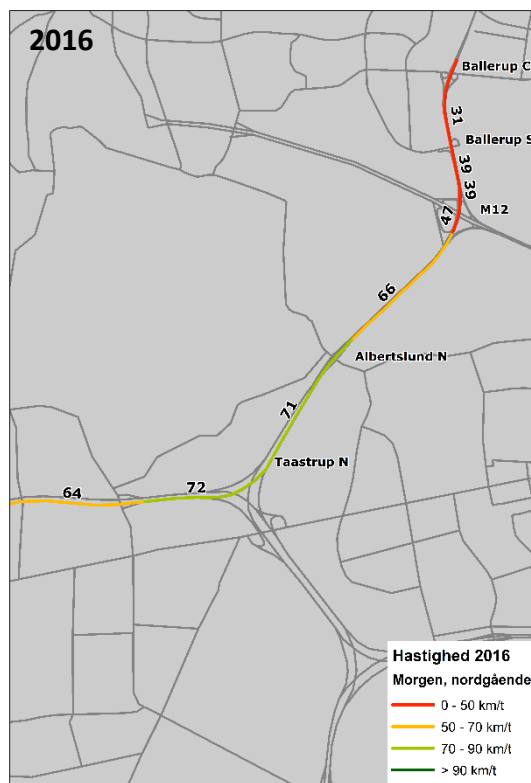 2016
Ballerup C
31
Ballerup S
39
39
M12
47
66
Albertslund N
71
Taastrup N
72
64
Hastighed 2016
Morgen, nordgående
0 - 50 km/t
50 - 70 km/t
70 - 90 km/t
> 90 km/t